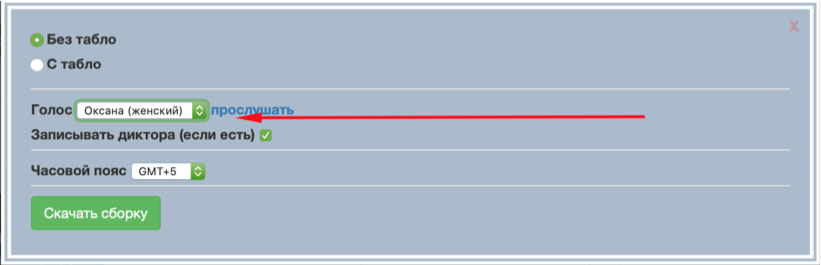 x
Без табло
С табло
Голос Оксана (женский) прослушать
Записывать диктора (если есть)
Часовой пояс GMT+5
Скачать сборку